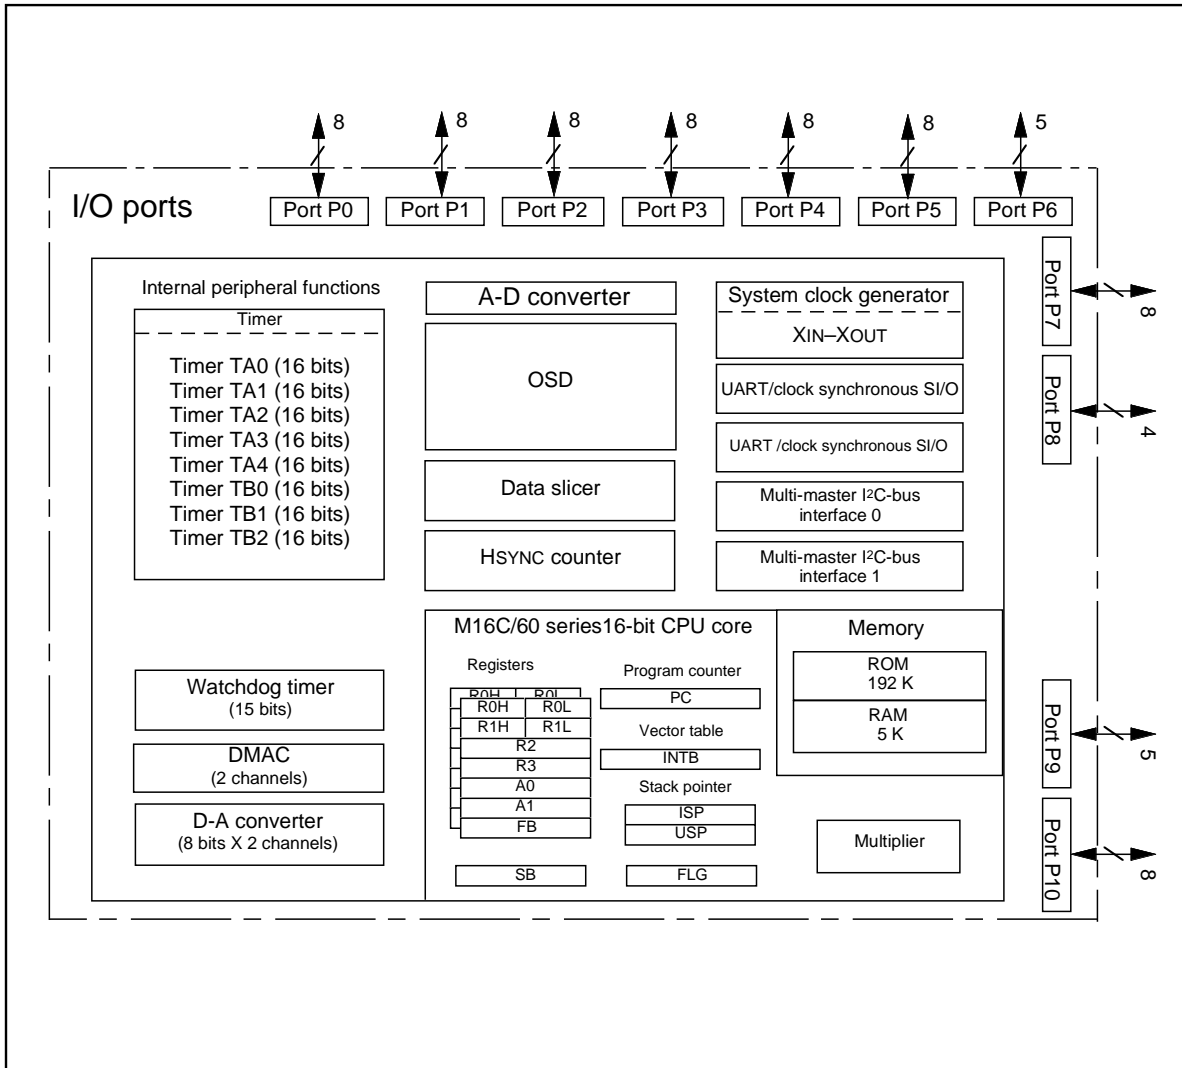 8 8 8 8 8 8 5
I/O ports
Port P0 Port P1 Port P2 Port P3 Port P4 Port P5 Port P6
Port P7
8
Port P8
4
Port P9
5
Port P10
8
Internal peripheral functions
Timer
Timer TA0 (16 bits)
Timer TA1 (16 bits)
Timer TA2 (16 bits)
Timer TA3 (16 bits)
Timer TA4 (16 bits)
Timer TB0 (16 bits)
Timer TB1 (16 bits)
Timer TB2 (16 bits)
Watchdog timer
(15 bits)
DMAC
(2 channels)
D-A converter
(8 bits X 2 channels)
A-D converter
OSD
Data slicer
HSYNC counter
System clock generator
XIN–XOUT
UART/clock synchronous SI/O
UART /clock synchronous SI/O
Multi-master I²C-bus
interface 0
Multi-master I²C-bus
interface 1
M16C/60 series16-bit CPU core
Registers
R0H R0L
R0H R0L
R1H R1L
R2
R3
A0
A1
FB
SB
Program counter
PC
Vector table
INTB
Stack pointer
ISP
USP
FLG
Memory
ROM
192 K
RAM
5 K
Multiplier